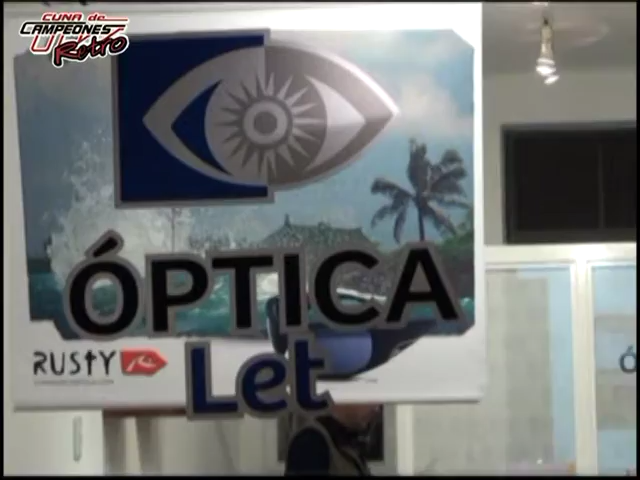 CUNA de
CAMPEONES
Retro
ÓPTICA
Let
RUSTY
Ó